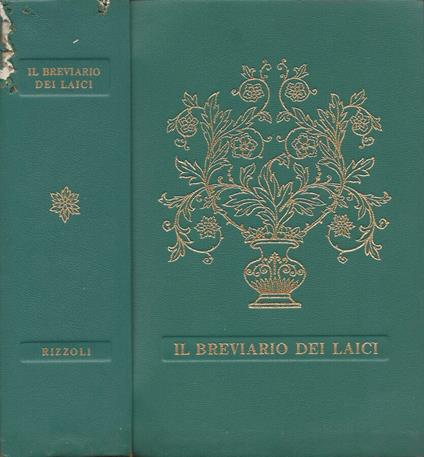 IL BREVIARIO
DEI LAICI
RIZZOLI
IL BREVIARIO DEI LAICI